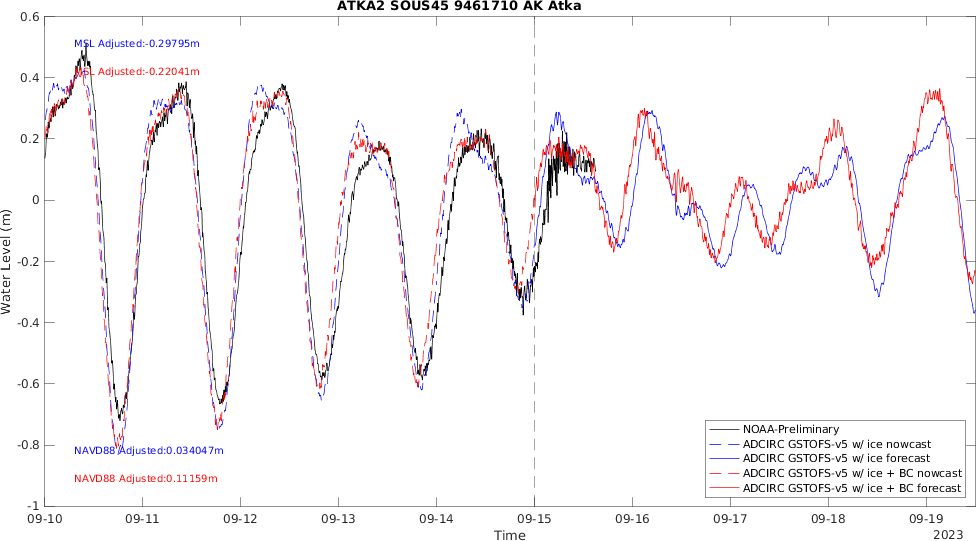 ATKA2 SOUS45 9461710 AK Atka
0.6
0.4
0.2
0
-0.2
-0.4
-0.6
-0.8
-1
Water Level (m)
MSL Adjusted:-0.29795m
MSL Adjusted:-0.22041m
NAVD88 Adjusted:0.034047m
NAVD88 Adjusted:0.11159m
NOAA-Preliminary
ADCIRC GSTOFS-v5 w/ ice nowcast
ADCIRC GSTOFS-v5 w/ ice forecast
ADCIRC GSTOFS-v5 w/ ice + BC nowcast
ADCIRC GSTOFS-v5 w/ ice + BC forecast
09-10 09-11 09-12 09-13 09-14 09-15 09-16 09-17 09-18 09-19
Time
2023